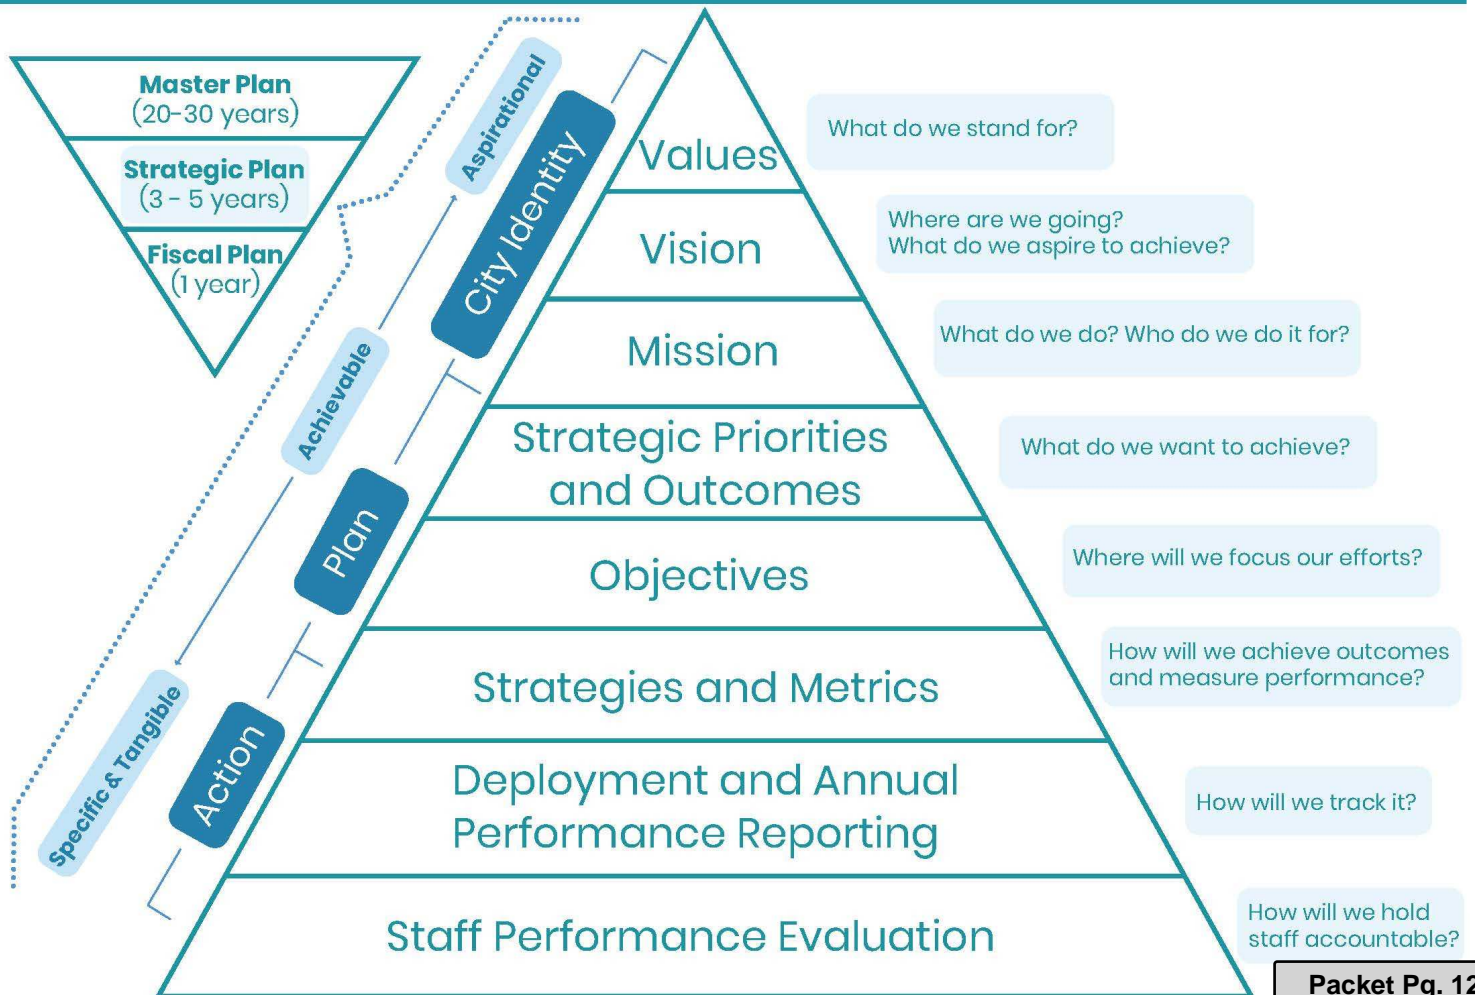 Master Plan
(20-30 years)
Strategic Plan
(3 - 5 years)
Fiscal Plan
(1 year)
Aspirational
Achievable
Specific & Tangible
City Identity
Plan
Action
Values
What do we stand for?
Vision
Where are we going?
What do we aspire to achieve?
Mission
What do we do? Who do we do it for?
Strategic Priorities
and Outcomes
What do we want to achieve?
Objectives
Where will we focus our efforts?
Strategies and Metrics
How will we achieve outcomes
and measure performance?
Deployment and Annual
Performance Reporting
How will we track it?
Staff Performance Evaluation
How will we hold
staff accountable?
Packet Pg. 12